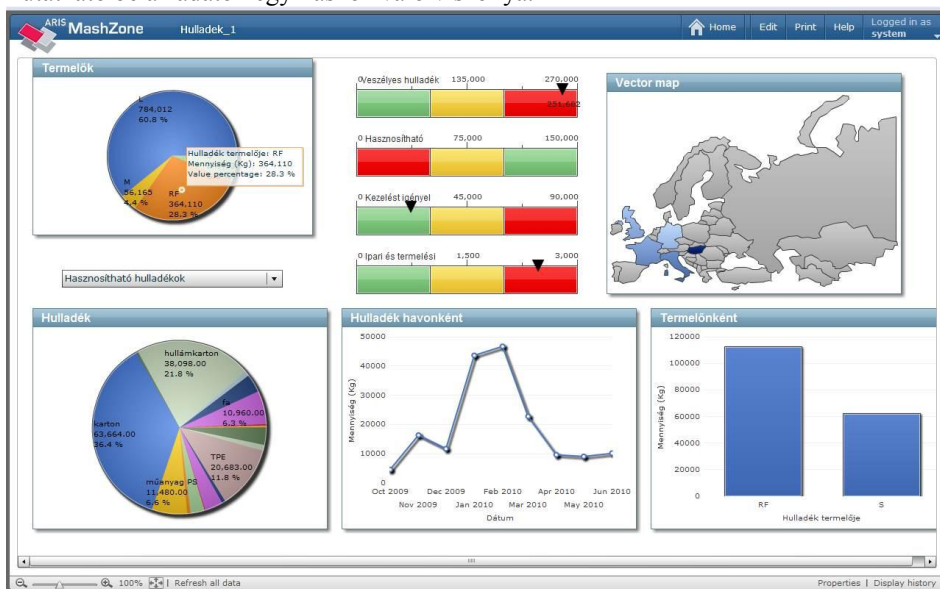 ARIS
MashZone
Hulladek_1
Home
Edit
Print
Help
Logged in as
system
Termelők
L
784,012
60.8 %
M
56,165
4.4 %
RF
364,110
28.3 %
Hulladék termelője: RF
Mennyiség (Kg): 364,110
Value percentage: 28.3 %
0 Veszélyes hulladék 135,000 270,000
0 Hasznosítható 75,000 150,000
0 Kezelést igényel 45,000 90,000
0 Ipari és termelési 1,500 3,000
Vector map
Hasznosítható hulladékok
Hulladék
hullámkarton
38,098.00
21.8 %
fa
10,960.00
6.3 %
karton
63,664.00
36.4 %
TPE
20,683.00
11.8 %
műanyag PS
11,480.00
6.6 %
Hulladék havonként
Mennyiség (Kg)
50000
40000
30000
20000
10000
0
Oct 2009 Dec 2009 Feb 2010 Apr 2010 Jun 2010
Nov 2009 Jan 2010 Mar 2010 May 2010
Dátum
Termelőnként
Mennyiség (Kg)
120000
100000
80000
60000
40000
20000
0
RF S
Hulladék termelője
100%
Refresh all data
Properties | Display history